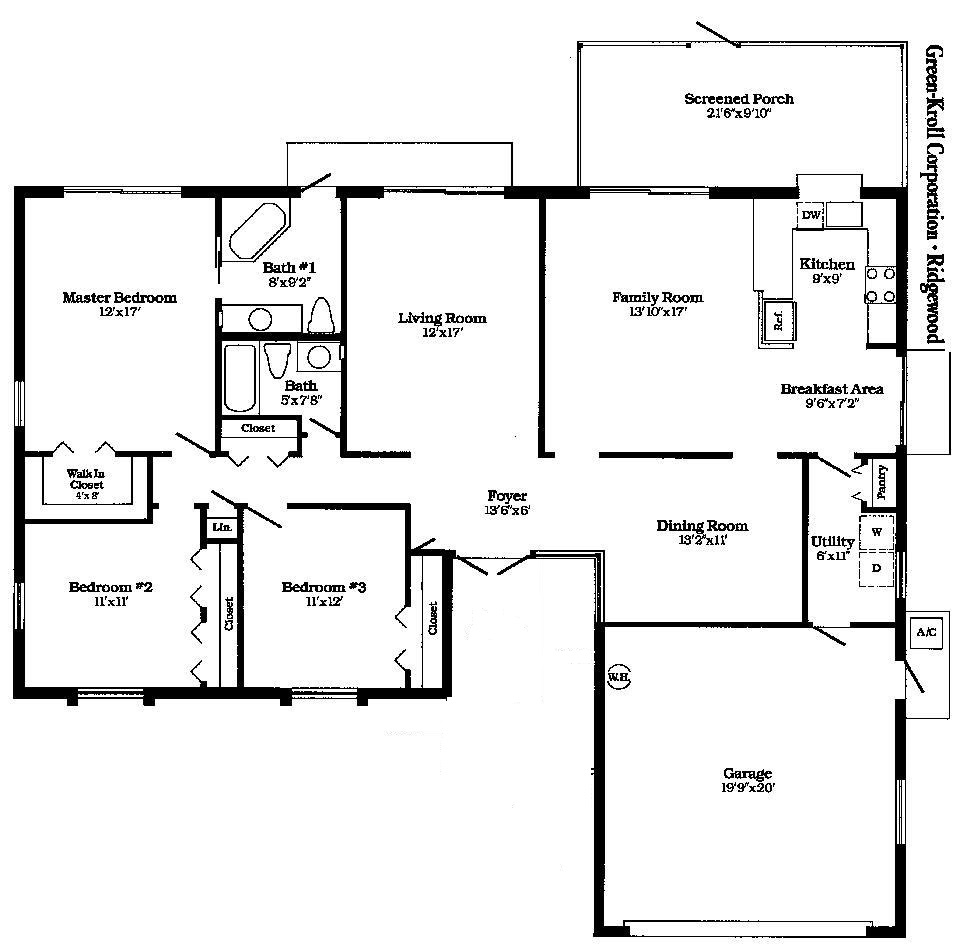 Green-Kroll Corporation • Ridgewood
Screened Porch
21'6"x9'10"
DW
Kitchen
9'x9'
Bath #1
8'x9'2"
Master Bedroom
12'x17'
Family Room
13'10"x17'
Living Room
12'x17'
Ref.
Bath
5'x7'8"
Breakfast Area
9'6"x7'2"
Closet
Walk In
Closet
4'x 8'
Pantry
Foyer
13'6"x6'
Lin.
Dining Room
13'2"x11'
W
Utility
6'x11"
D
Bedroom #2
11'x11'
Closet
Bedroom #3
11'x12'
Closet
A/C
W.H.
Garage
19'9"x20'